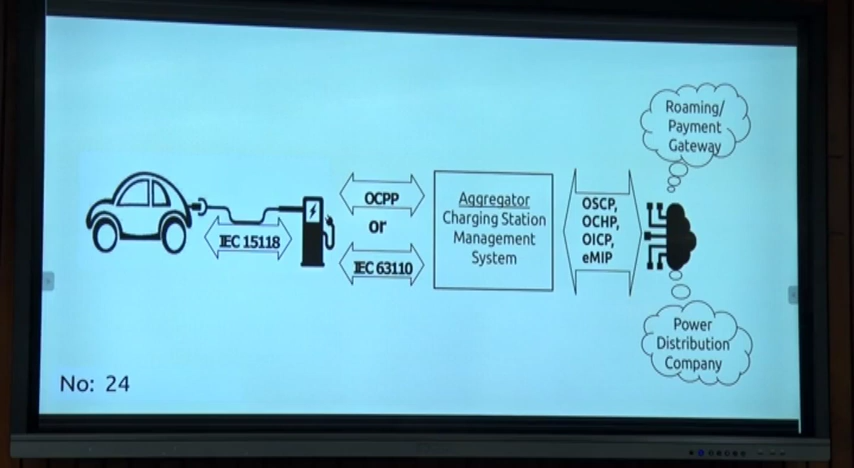 Roaming/
Payment
Gateway
IEC 15118
OCPP
or
IEC 63110
Aggregator
Charging Station
Management
System
OSCP,
OCHP,
OICP,
eMIP
Power
Distribution
Company
No: 24